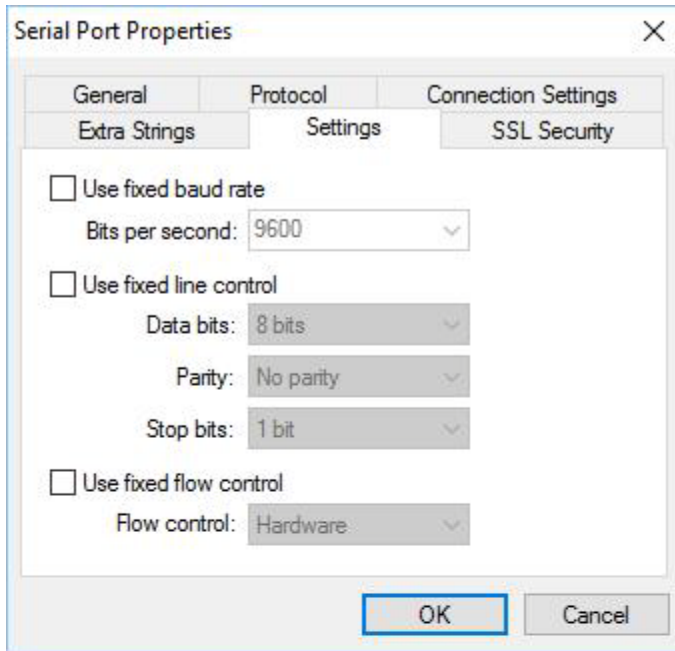 Serial Port Properties
General Protocol Connection Settings
Extra Strings Settings SSL Security
Use fixed baud rate
Bits per second: 9600
Use fixed line control
Data bits: 8 bits
Parity: No parity
Stop bits: 1 bit
Use fixed flow control
Flow control: Hardware
OK Cancel